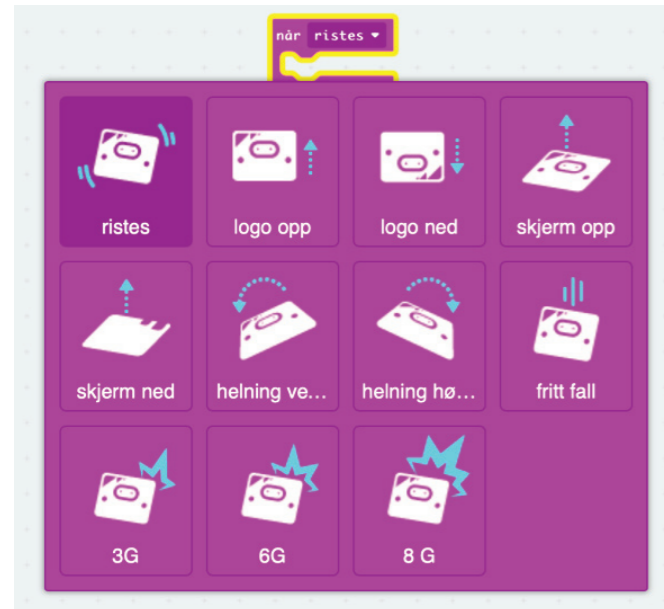 når ristes
ristes
logo opp
logo ned
skjerm opp
skjerm ned
helning ve...
helning hø...
fritt fall
3G
6G
8 G